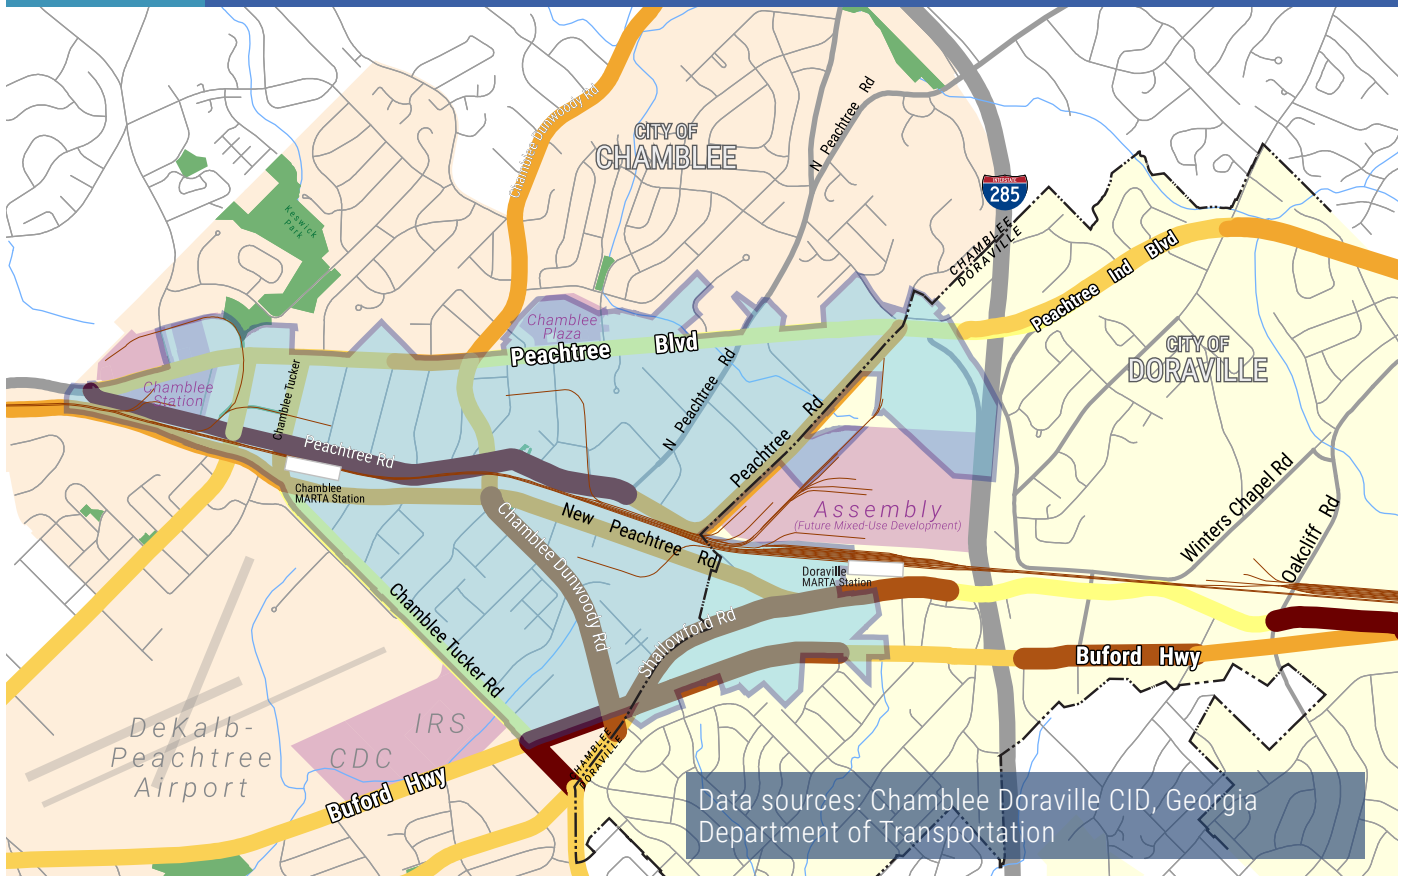 Chamblee Dunwoody Rd
CITY OF
CHAMBLEE
N Peachtree Rd
INTERSTATE
285
Keswick
Park
CHAMBLEE
DORAVILLE
Peachtree Ind Blvd
Chamblee
Plaza
Peachtree Blvd
CITY OF
DORAVILLE
Chamblee
Station
Chamblee Tucker
N Peachtree Rd
Peachtree Rd
Peachtree Rd
Chamblee
MARTA Station
Assembly
(Future Mixed-Use Development)
Winters Chapel Rd
Oakcliff Rd
New Peachtree Rd
Chamblee Dunwoody Rd
Doraville
MARTA Station
Chamblee Tucker Rd
Shallowford Rd
Buford Hwy
DeKalb-
Peachtree
Airport
IRS
CDC
Buford Hwy
CHAMBLEE
DORAVILLE
Data sources: Chamblee Doraville CID, Georgia
Department of Transportation